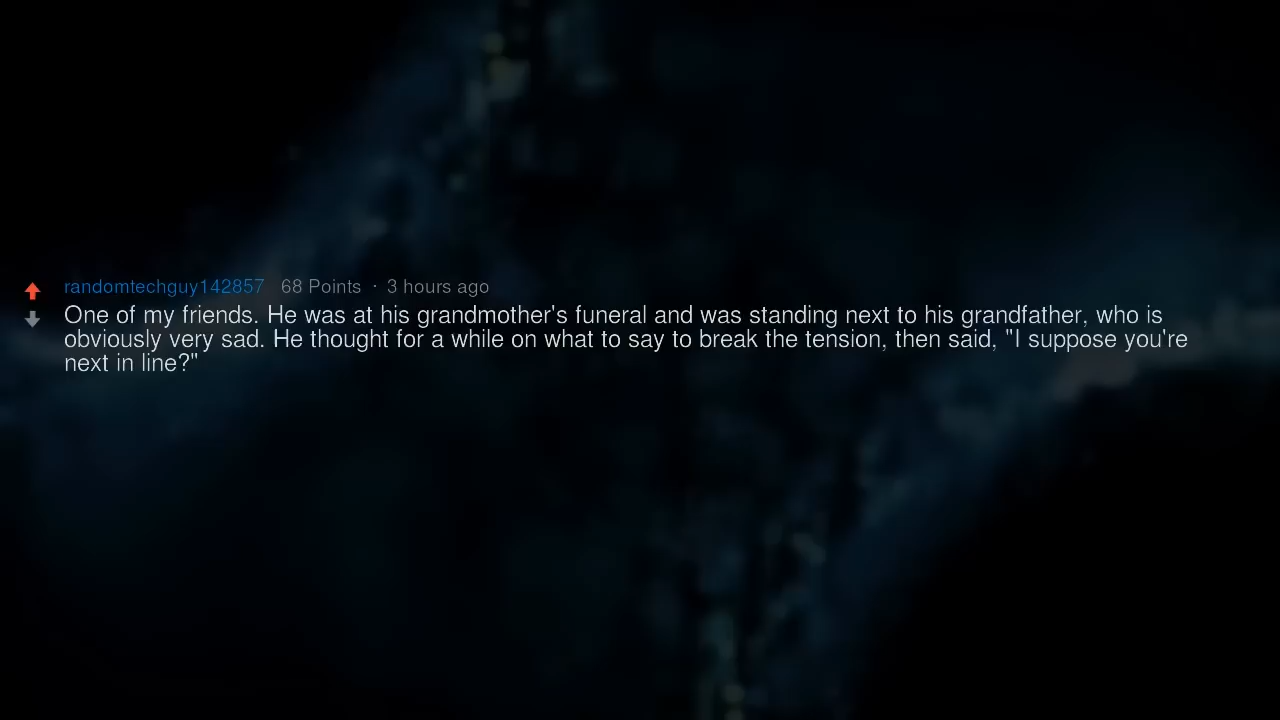 randomtechguy142857 68 Points · 3 hours ago
One of my friends. He was at his grandmother's funeral and was standing next to his grandfather, who is
obviously very sad. He thought for a while on what to say to break the tension, then said, "I suppose you're
next in line?"